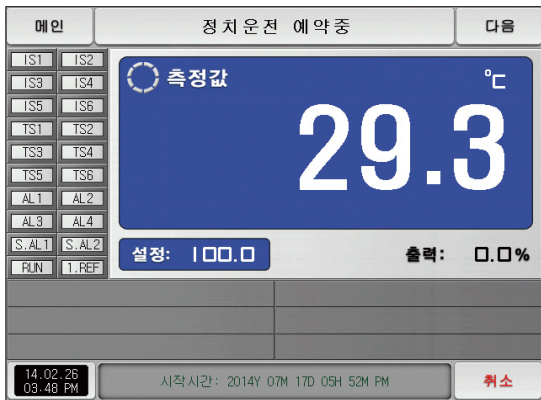 메인 정치운전 예약중 다음
IS1 IS2
IS3 IS4
IS5 IS6
TS1 TS2
TS3 TS4
TS5 TS6
AL1 AL2
AL3 AL4
S.AL1 S.AL2
RUN 1.REF
측정값 ℃
29.3
설정: 100.0 출력: 0.0%
14.02.26
03:48 PM
시작시간: 2014Y 07M 17D 05H 52M PM
취소